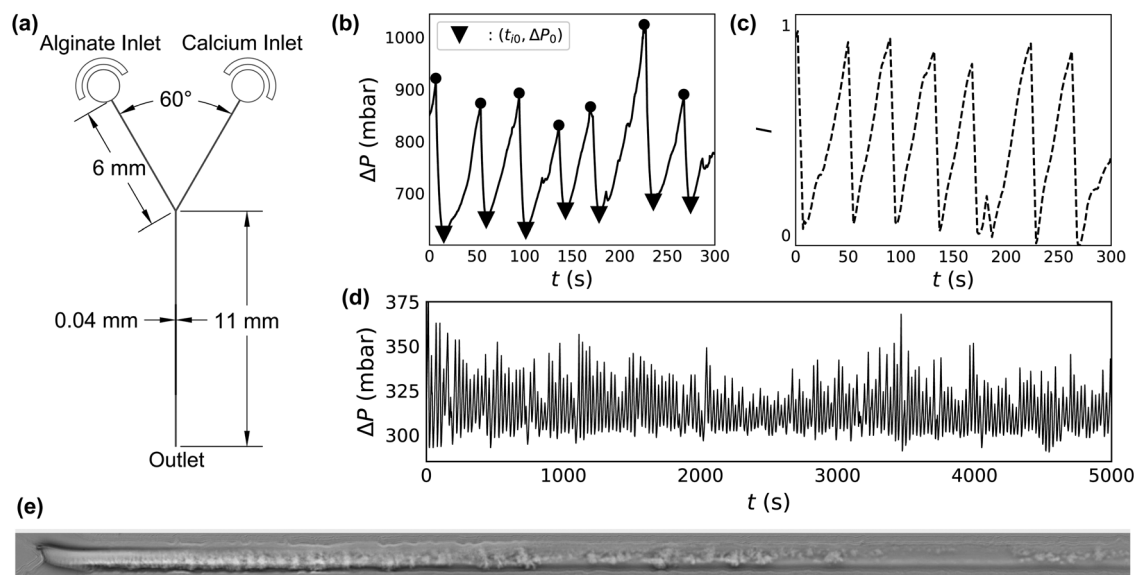 (a)
Alginate Inlet
Calcium Inlet
60°
6 mm
0.04 mm
11 mm
Outlet
(b)
ΔP (mbar)
1000
900
800
700
: (t_{i0}, ΔP_0)
0 50 100 150 200 250 300
t (s)
(c)
I
1
0
0 50 100 150 200 250 300
t (s)
(d)
ΔP (mbar)
375
350
325
300
0 1000 2000 3000 4000 5000
t (s)
(e)